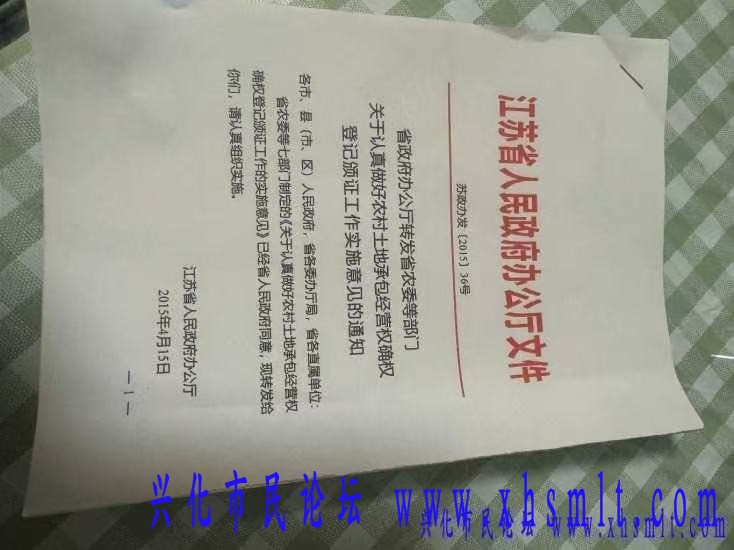 江苏省人民政府办公厅文件
苏政办发〔2015〕36号
省政府办公厅转发省农委等部门
关于认真做好农村土地承包经营权确权
登记颁证工作实施意见的通知
各市、县（市、区）人民政府，省各委办厅局，省各直属单位：
省农委等七部门制定的《关于认真做好农村土地承包经营权
确权登记颁证工作的实施意见》已经省人民政府同意，现转发给
你们，请认真组织实施。
江苏省人民政府办公厅
2015年4月15日
— 1 —
兴化市民论坛 www.xhsmlt.com
兴化市民论坛 www.xhsmlt.com